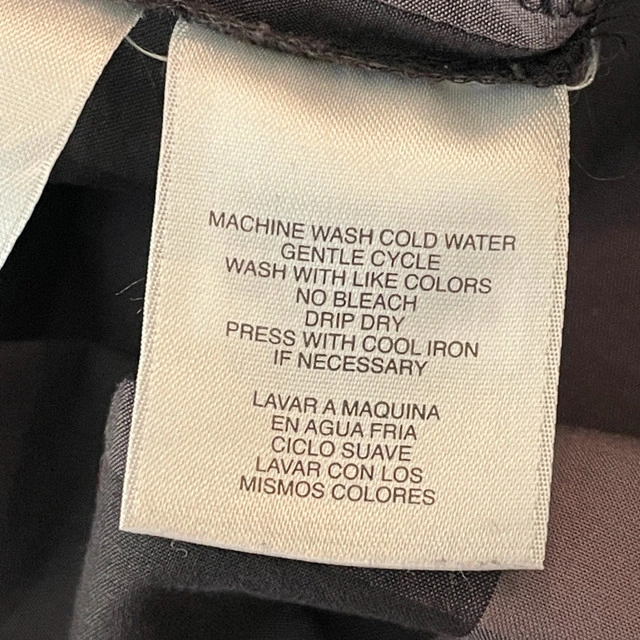 MACHINE WASH COLD WATER
GENTLE CYCLE
WASH WITH LIKE COLORS
NO BLEACH
DRIP DRY
PRESS WITH COOL IRON
IF NECESSARY
LAVAR A MAQUINA
EN AGUA FRIA
CICLO SUAVE
LAVAR CON LOS
MISMOS COLORES